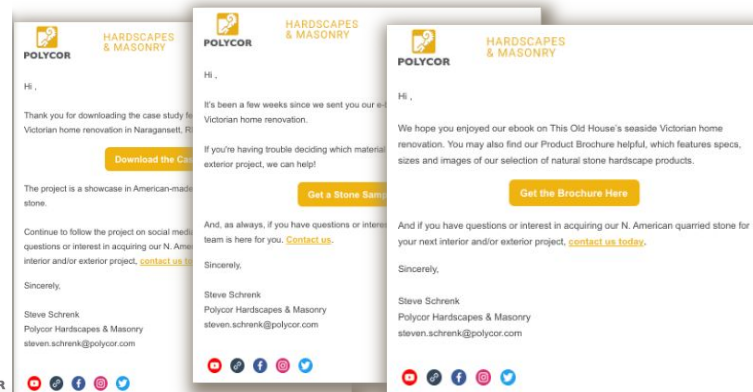 POLYCOR
HARDSCAPES
& MASONRY
Hi ,
Thank you for downloading the case study
Victorian home renovation in Naragansett,
Download the
The project is a showcase in American-made
stone.
Continue to follow the project on social
questions or interest in acquiring our N.
interior and/or exterior project, contact us
Sincerely,
Steve Schrenk
Polycor Hardscapes & Masonry
steven.schrenk@polycor.com
POLYCOR
HARDSCAPES
& MASONRY
Hi ,
It's been a few weeks since we sent you our
Victorian home renovation.
If you're having trouble deciding which material
exterior project, we can help!
Get a Stone
And, as always, if you have questions or
team is here for you. Contact us.
Sincerely,
Steve Schrenk
Polycor Hardscapes & Masonry
steven.schrenk@polycor.com
POLYCOR
HARDSCAPES
& MASONRY
Hi ,
We hope you enjoyed our ebook on This Old House's seaside Victorian home
renovation. You may also find our Product Brochure helpful, which features specs,
sizes and images of our selection of natural stone hardscape products.
Get the Brochure Here
And if you have questions or interest in acquiring our N. American quarried stone for
your next interior and/or exterior project, contact us today.
Sincerely,
Steve Schrenk
Polycor Hardscapes & Masonry
steven.schrenk@polycor.com